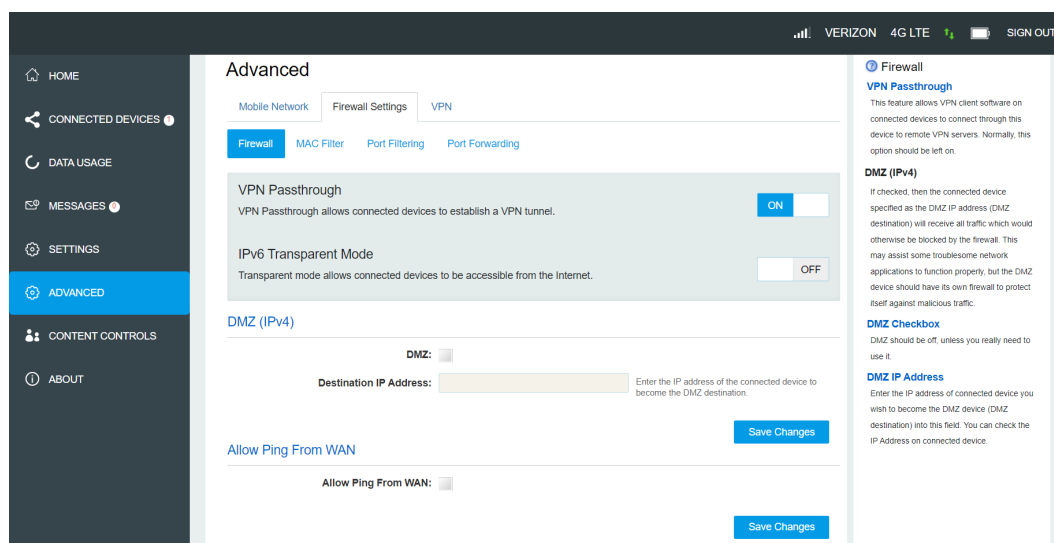 VERIZON 4G LTE SIGN OUT
HOME
CONNECTED DEVICES 1
DATA USAGE
MESSAGES 0
SETTINGS
ADVANCED
CONTENT CONTROLS
ABOUT
Advanced
Mobile Network Firewall Settings VPN
Firewall MAC Filter Port Filtering Port Forwarding
VPN Passthrough
VPN Passthrough allows connected devices to establish a VPN tunnel.
ON
IPv6 Transparent Mode
Transparent mode allows connected devices to be accessible from the Internet.
OFF
DMZ (IPv4)
DMZ:
Destination IP Address:
Enter the IP address of the connected device to
become the DMZ destination.
Save Changes
Allow Ping From WAN
Allow Ping From WAN:
Save Changes
Firewall
VPN Passthrough
This feature allows VPN client software on
connected devices to connect through this
device to remote VPN servers. Normally, this
option should be left on.
DMZ (IPv4)
If checked, then the connected device
specified as the DMZ IP address (DMZ
destination) will receive all traffic which would
otherwise be blocked by the firewall. This
may assist some troublesome network
applications to function properly, but the DMZ
device should have its own firewall to protect
itself against malicious traffic.
DMZ Checkbox
DMZ should be off, unless you really need to
use it.
DMZ IP Address
Enter the IP address of connected device you
wish to become the DMZ device (DMZ
destination) into this field. You can check the
IP Address on connected device.